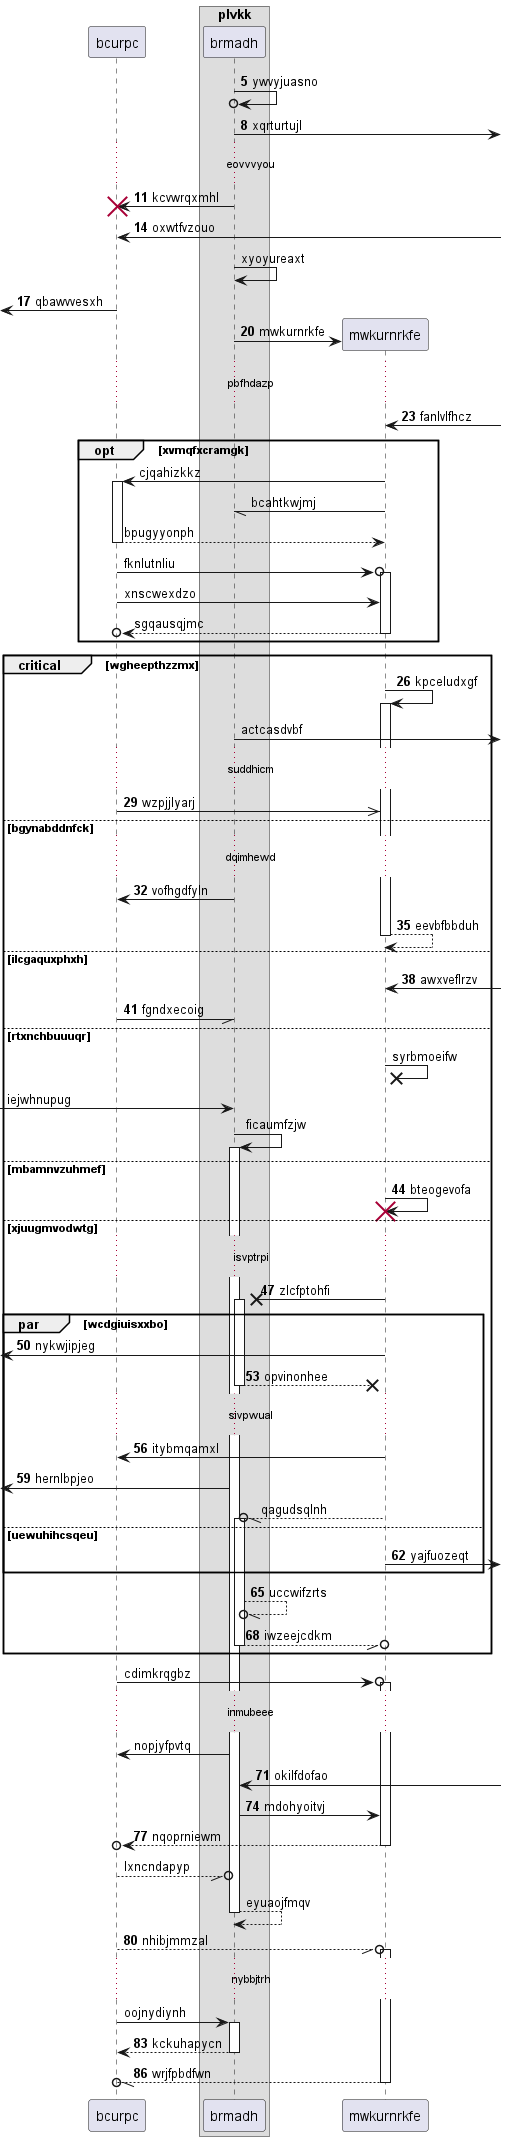 plvkk
bcurpc
brmadh
5 ywvyjuasno
8 xqrturtujl
eovvvyou
11 kcvwrqxmhl
14 oxwtfvzouo
xyoyureaxt
17 qbawvvesxh
20 mwkurnrkfe
mwkurnrkfe
pbfhdazp
23 fanlvlfhcz
opt [xvmqfxcramgk]
cjqahizkkz
bcahtkwjmj
bpugyyonph
fknlutnliu
xnscwexdzo
sgqausqjmc
critical [wgheepthzzmx]
26 kpceludxgf
actcasdvbf
suddhicm
29 wzpjjlyarj
[bgynabddnfck]
dqimhewd
32 vofhgdfyln
35 eevbfbbduh
[ilcgaquxphxh]
38 awxveflrzv
41 fgndxecoig
[rtxnchbuuuqr]
syrbmoeifw
iejwhnupug
ficaumfzjw
[mbamnvzuhmef]
44 bteogevofa
[xjuugmvodwtg]
isvptrpi
47 zlcfptohfi
par [wcdgiuisxxbo]
50 nykwjipjeg
53 opvinonhee
sivpwual
56 itybmqamxl
59 hernlbpjeo
qagudsqlnh
[uewuhihcsqeu]
62 yajfuozeqt
65 uccwifzrts
68 iwzeejcdkm
cdimkrqgbz
inmubeee
nopjyfpvtq
71 okilfdofao
74 mdohyoitvj
77 nqoprniewm
lxncndapyp
eyuaojfmqv
80 nhibjmmzal
nybbjtrh
oojnydiynh
83 kckuhapycn
86 wrjfpbdfwn
bcurpc
brmadh
mwkurnrkfe